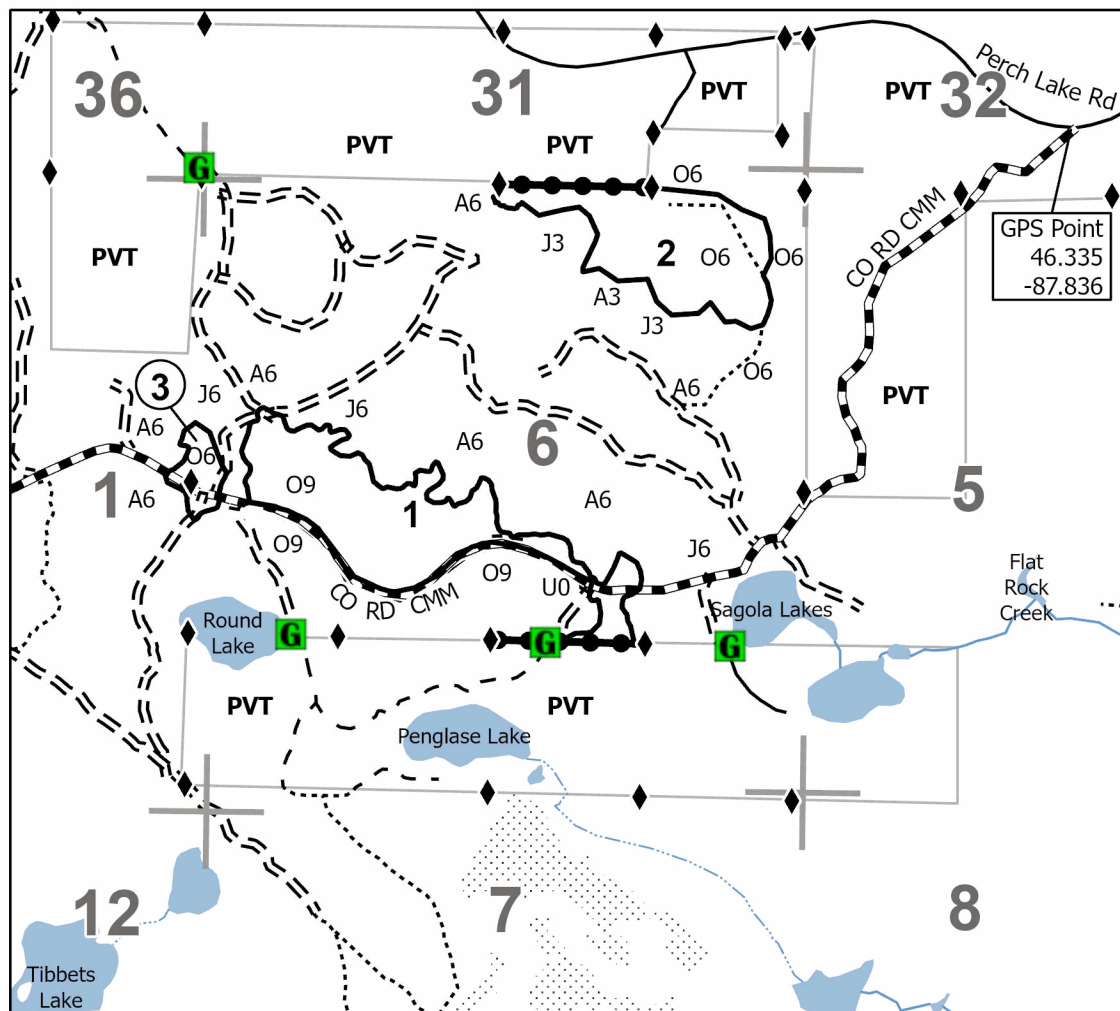 36
31
32
Perch Lake Rd
PVT
PVT
PVT
PVT
G
A6
O6
J3
2
O6
O6
CO RD CMM
GPS Point
46.335
-87.836
PVT
A3
J3
3
J6
A6
O6
A6
PVT
J6
A6
O6
A6
6
1
A6
O9
1
A6
5
O9
O9
U0
J6
CO RD CMM
Flat
Rock
Creek
Round
Lake
G
G
G
Sagola Lakes
PVT
PVT
Penglase Lake
12
7
8
Tibbets
Lake